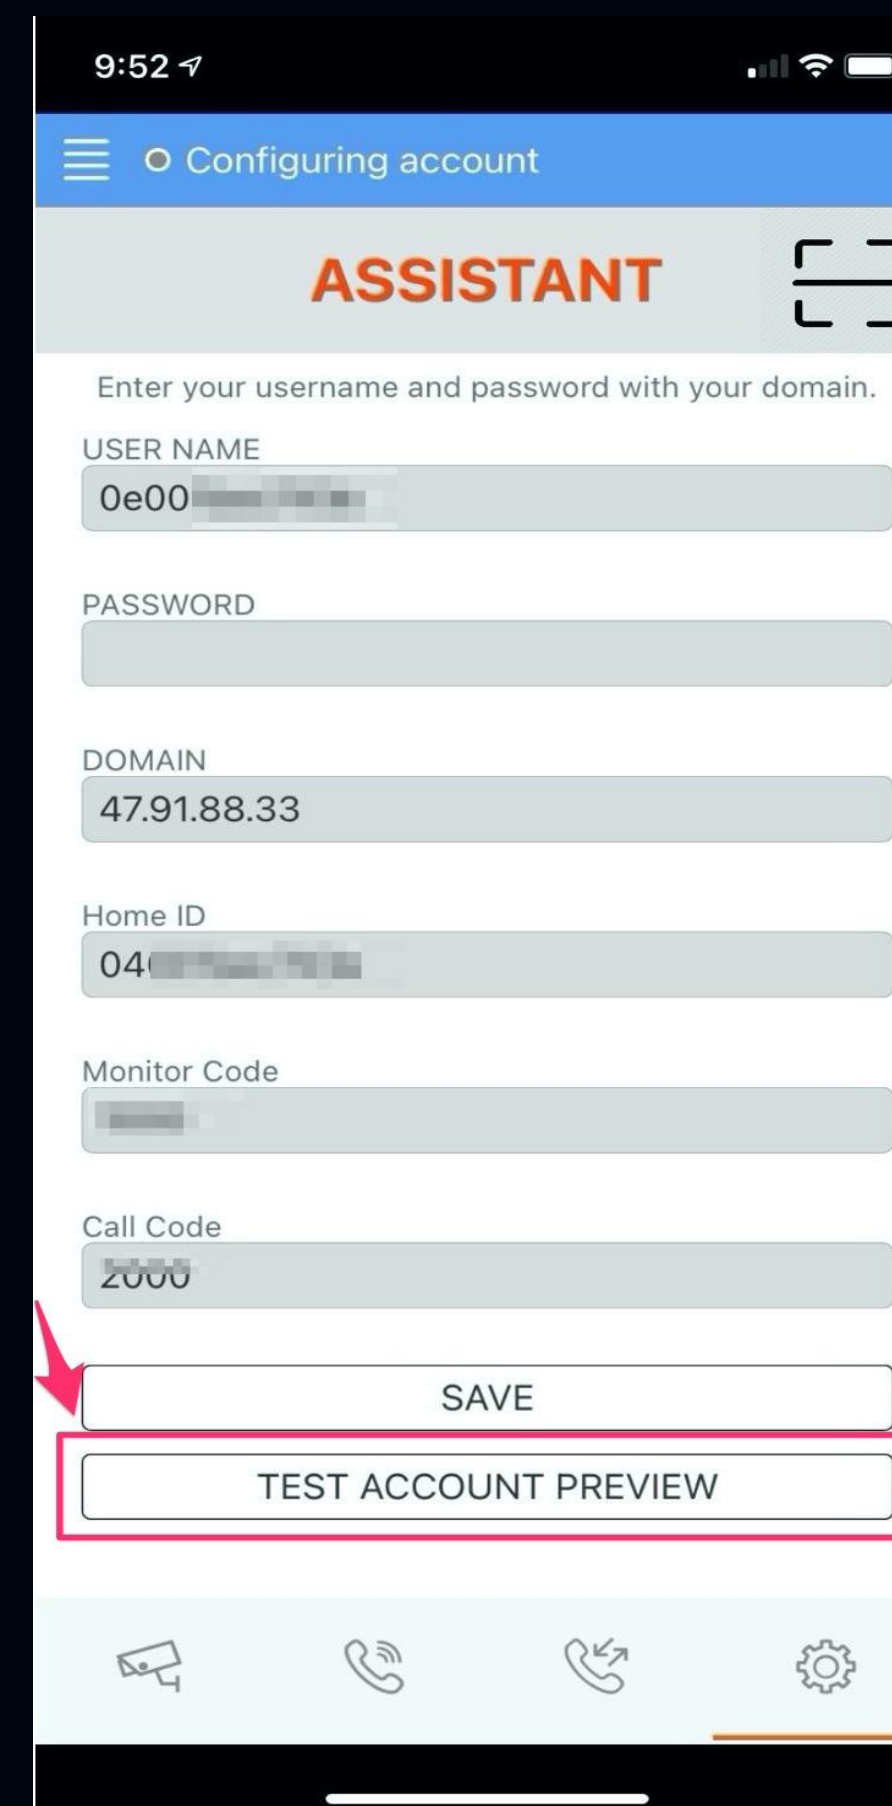 9:52
Configuring account
ASSISTANT
Enter your username and password with your domain.
USER NAME
0e00
PASSWORD
DOMAIN
47.91.88.33
Home ID
04
Monitor Code
Call Code
2000
SAVE
TEST ACCOUNT PREVIEW